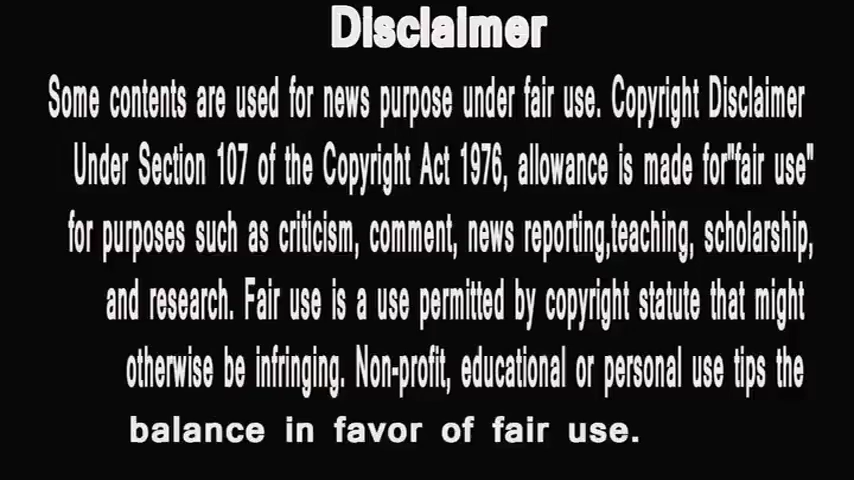 Disclaimer
Some contents are used for news purpose under fair use. Copyright Disclaimer
Under Section 107 of the Copyright Act 1976, allowance is made for"fair use"
for purposes such as criticism, comment, news reporting,teaching, scholarship,
and research. Fair use is a use permitted by copyright statute that might
otherwise be infringing. Non-profit, educational or personal use tips the
balance in favor of fair use.